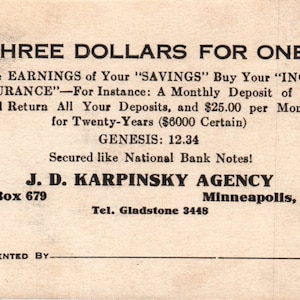 HREE DOLLARS FOR ONE
EARNINGS of Your "SAVINGS" Buy Your "IN
URANCE"—For Instance: A Monthly Deposit of
Return All Your Deposits, and $25.00 per Mon
for Twenty-Years ($6000 Certain)
GENESIS: 12.34
Secured like National Bank Notes!
J. D. KARPINSKY AGENCY
Box 679 Minneapolis,
Tel. Gladstone 3448
ENTED BY